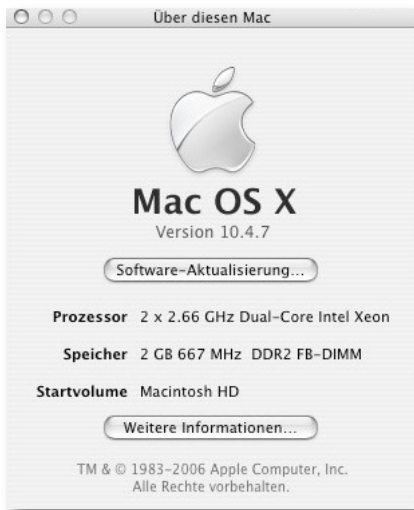 Über diesen Mac
Mac OS X
Version 10.4.7
Software-Aktualisierung...
Prozessor 2 x 2.66 GHz Dual-Core Intel Xeon
Speicher 2 GB 667 MHz DDR2 FB-DIMM
Startvolume Macintosh HD
Weitere Informationen...
TM & © 1983–2006 Apple Computer, Inc.
Alle Rechte vorbehalten.